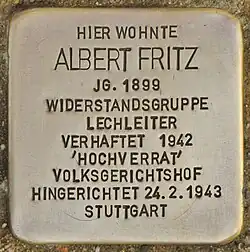 HIER WOHNTE
ALBERT FRITZ
JG. 1899
WIDERSTANDSGRUPPE
LECHLEITER
VERHAFTET 1942
'HOCHVERRAT'
VOLKSGERICHTSHOF
HINGERICHTET 24.2.1943
STUTTGART